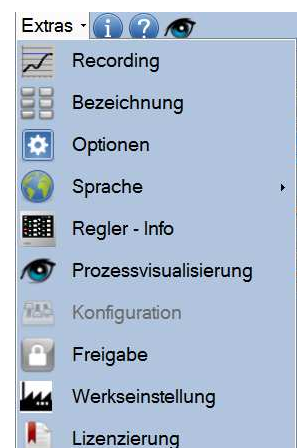 Extras
Recording
Bezeichnung
Optionen
Sprache
Regler - Info
Prozessvisualisierung
Konfiguration
Freigabe
Werkseinstellung
Lizenzierung